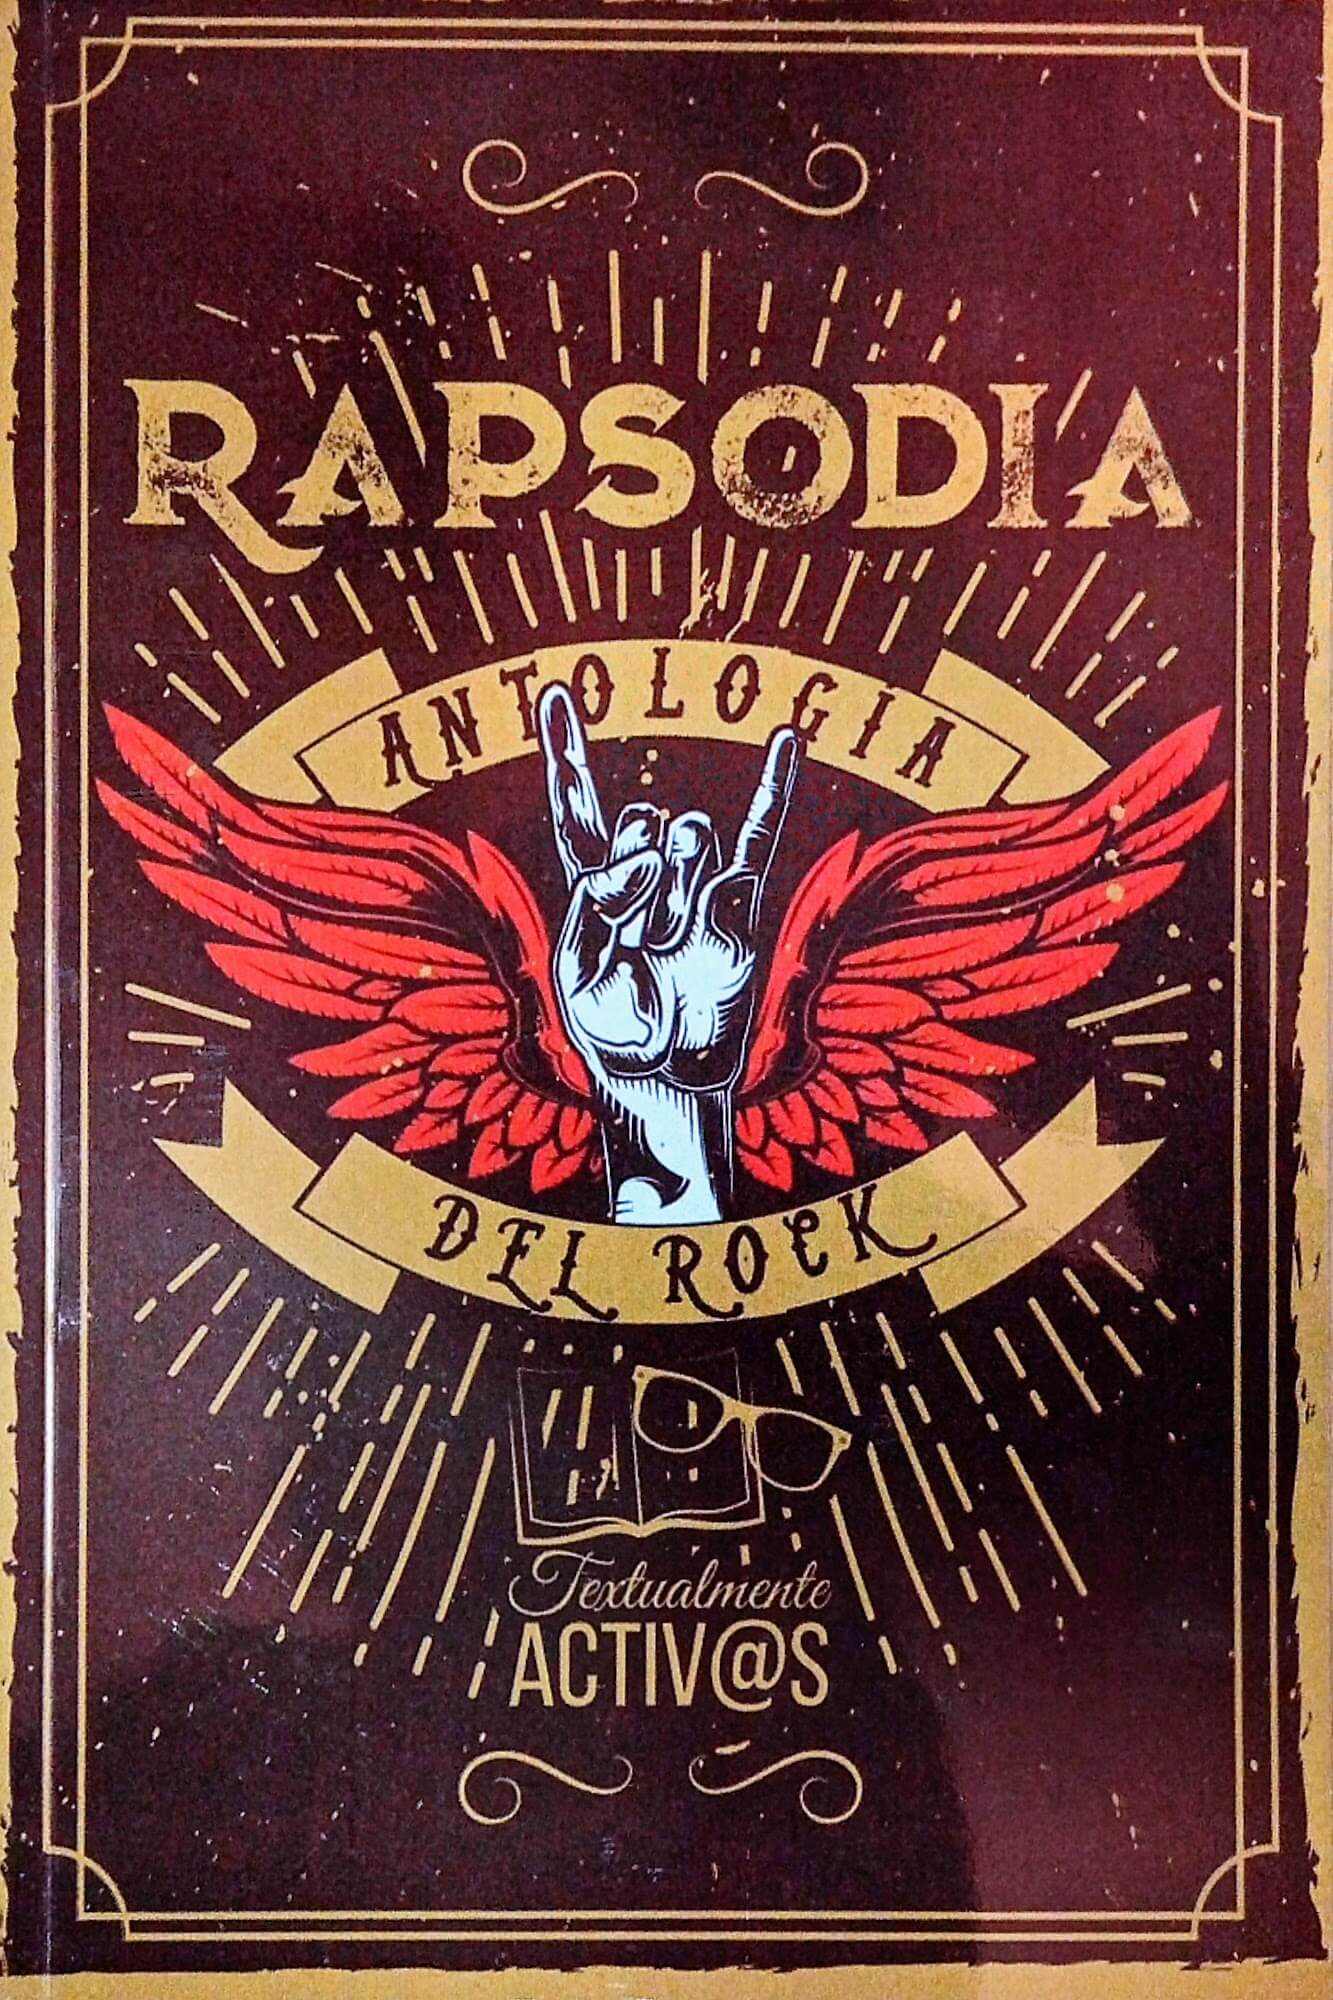 RAPSODIA
ANTOLOGIA
DEL ROCK
Textualmente
ACTIV@S